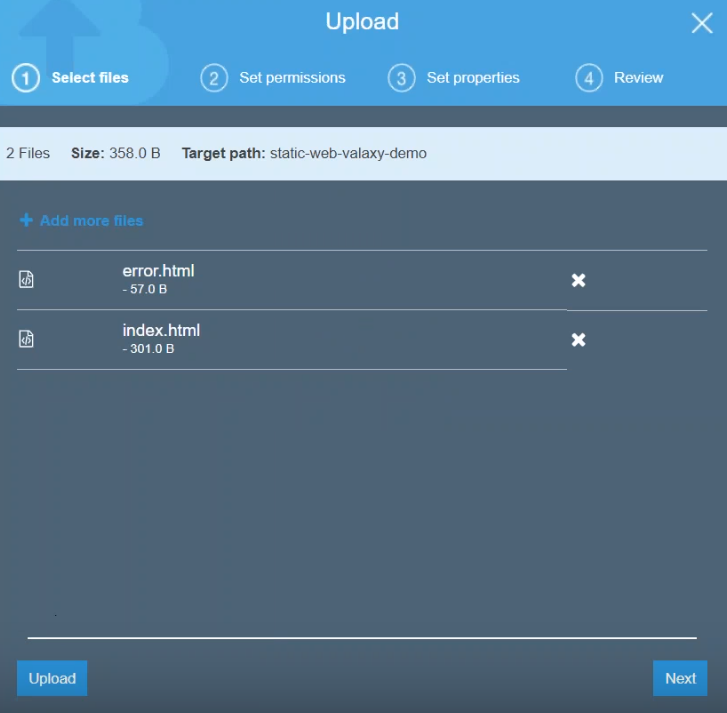 Upload
1 Select files 2 Set permissions 3 Set properties 4 Review
2 Files Size: 358.0 B Target path: static-web-valaxy-demo
+ Add more files
error.html
- 57.0 B
index.html
- 301.0 B
Upload Next